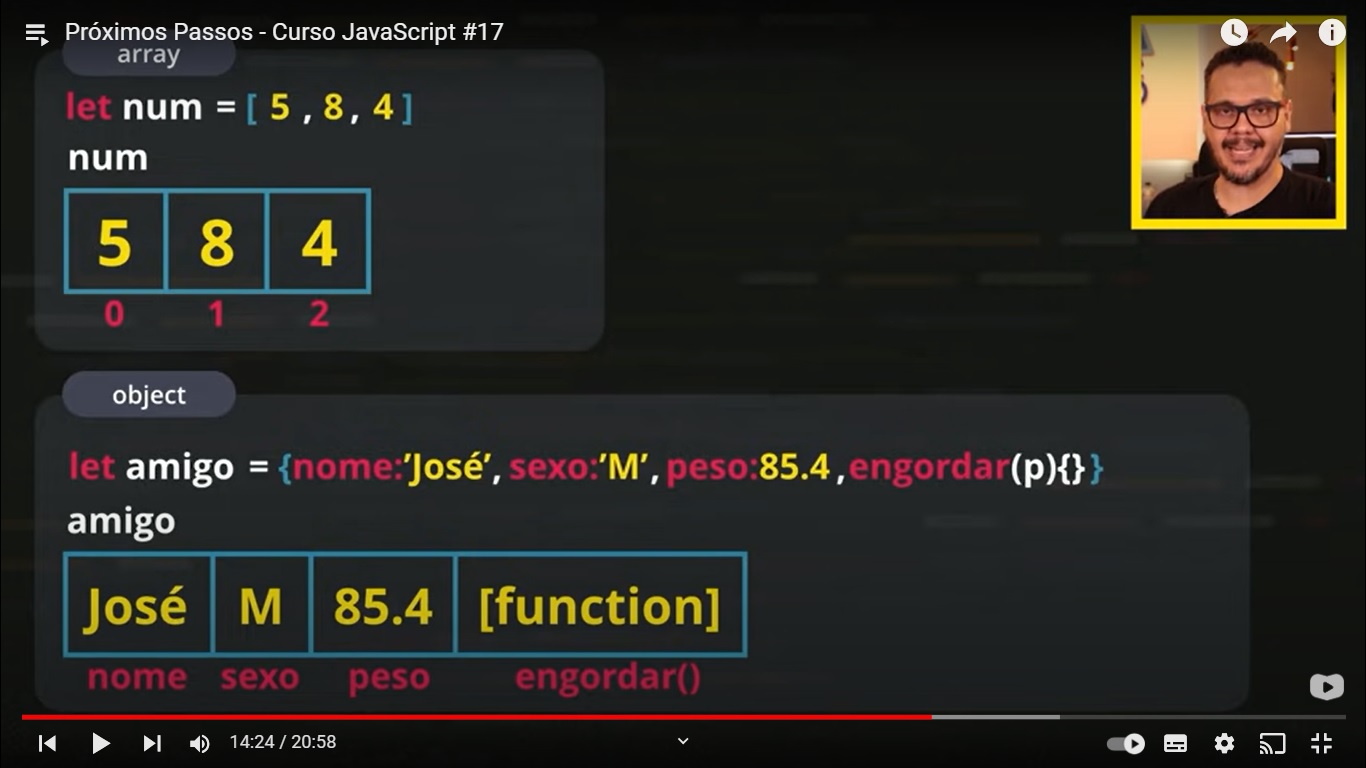 Próximos Passos - Curso JavaScript #17
array
let num = [ 5 , 8 , 4 ]
num
5 8 4
0 1 2
object
let amigo = {nome:’José’, sexo:’M’, peso:85.4 ,engordar(p){} }
amigo
José M 85.4 [function]
nome sexo peso engordar()
14:24 / 20:58